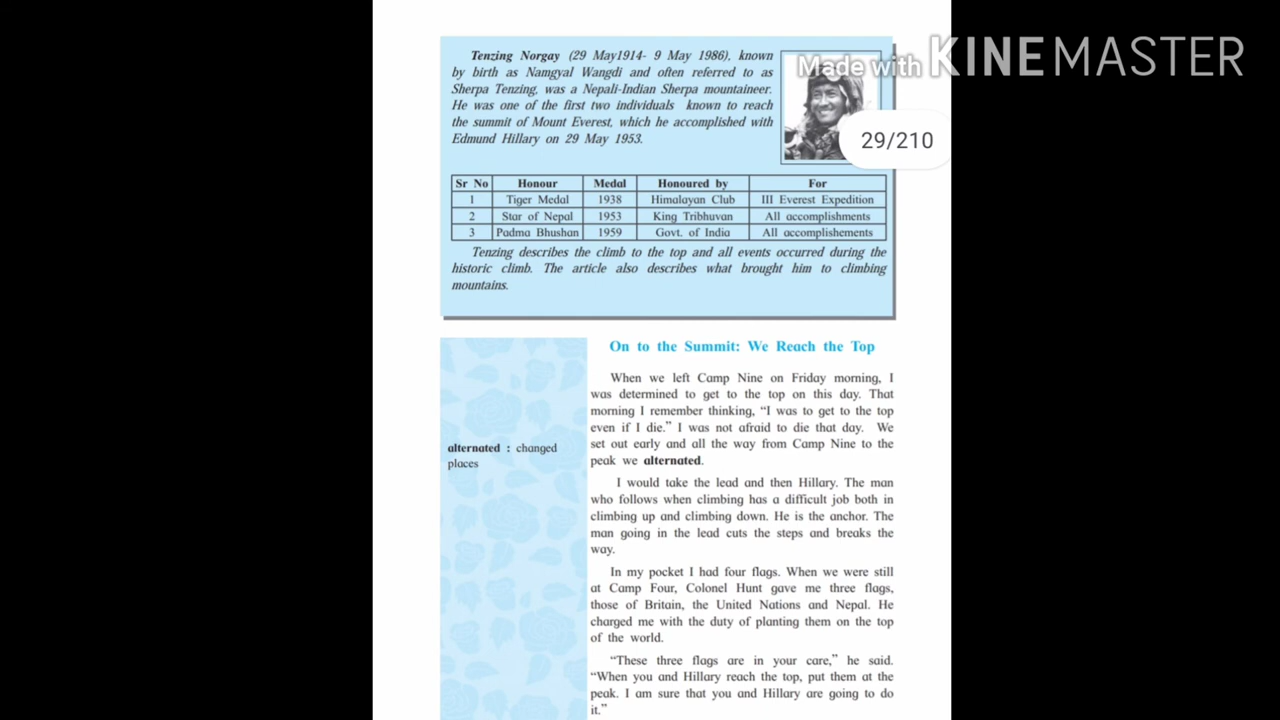 Made with KINEMASTER
29/210
Tenzing Norgay (29 May1914- 9 May 1986), known
by birth as Namgyal Wangdi and often referred to as
Sherpa Tenzing, was a Nepali-Indian Sherpa mountaineer.
He was one of the first two individuals known to reach
the summit of Mount Everest, which he accomplished with
Edmund Hillary on 29 May 1953.
Sr No Honour Medal Honoured by For
1 Tiger Medal 1938 Himalayan Club III Everest Expedition
2 Star of Nepal 1953 King Tribhuvan All accomplishments
3 Padma Bhushan 1959 Govt. of India All accomplishements
Tenzing describes the climb to the top and all events occurred during the
historic climb. The article also describes what brought him to climbing
mountains.
On to the Summit: We Reach the Top
When we left Camp Nine on Friday morning, I
was determined to get to the top on this day. That
morning I remember thinking, “I was to get to the top
even if I die.” I was not afraid to die that day. We
set out early and all the way from Camp Nine to the
peak we alternated.
alternated : changed
places
I would take the lead and then Hillary. The man
who follows when climbing has a difficult job both in
climbing up and climbing down. He is the anchor. The
man going in the lead cuts the steps and breaks the
way.
In my pocket I had four flags. When we were still
at Camp Four, Colonel Hunt gave me three flags,
those of Britain, the United Nations and Nepal. He
charged me with the duty of planting them on the top
of the world.
“These three flags are in your care,” he said.
“When you and Hillary reach the top, put them at the
peak. I am sure that you and Hillary are going to do
it.”